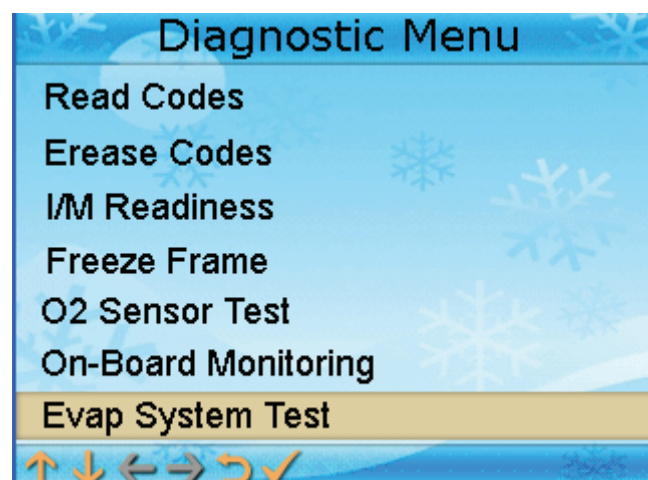 Diagnostic Menu
Read Codes
Erease Codes
I/M Readiness
Freeze Frame
O2 Sensor Test
On-Board Monitoring
Evap System Test